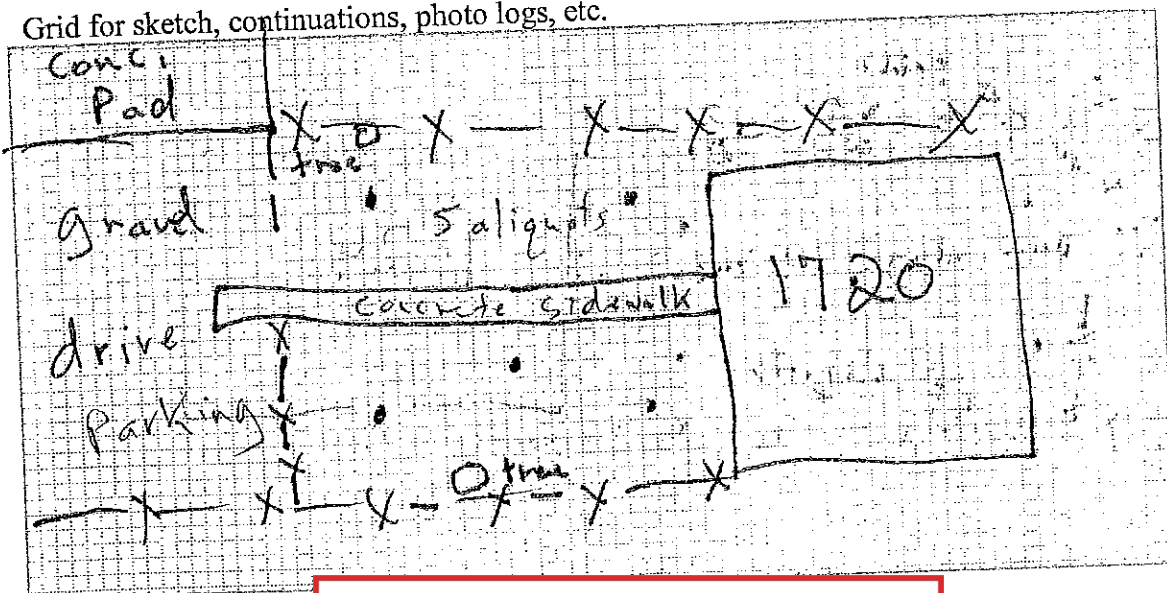 Grid for sketch, continuations, photo logs, etc.
Conc.
Pad
tree
gravel
5 aliquots
1720
concrete sidewalk
drive
parking
tree